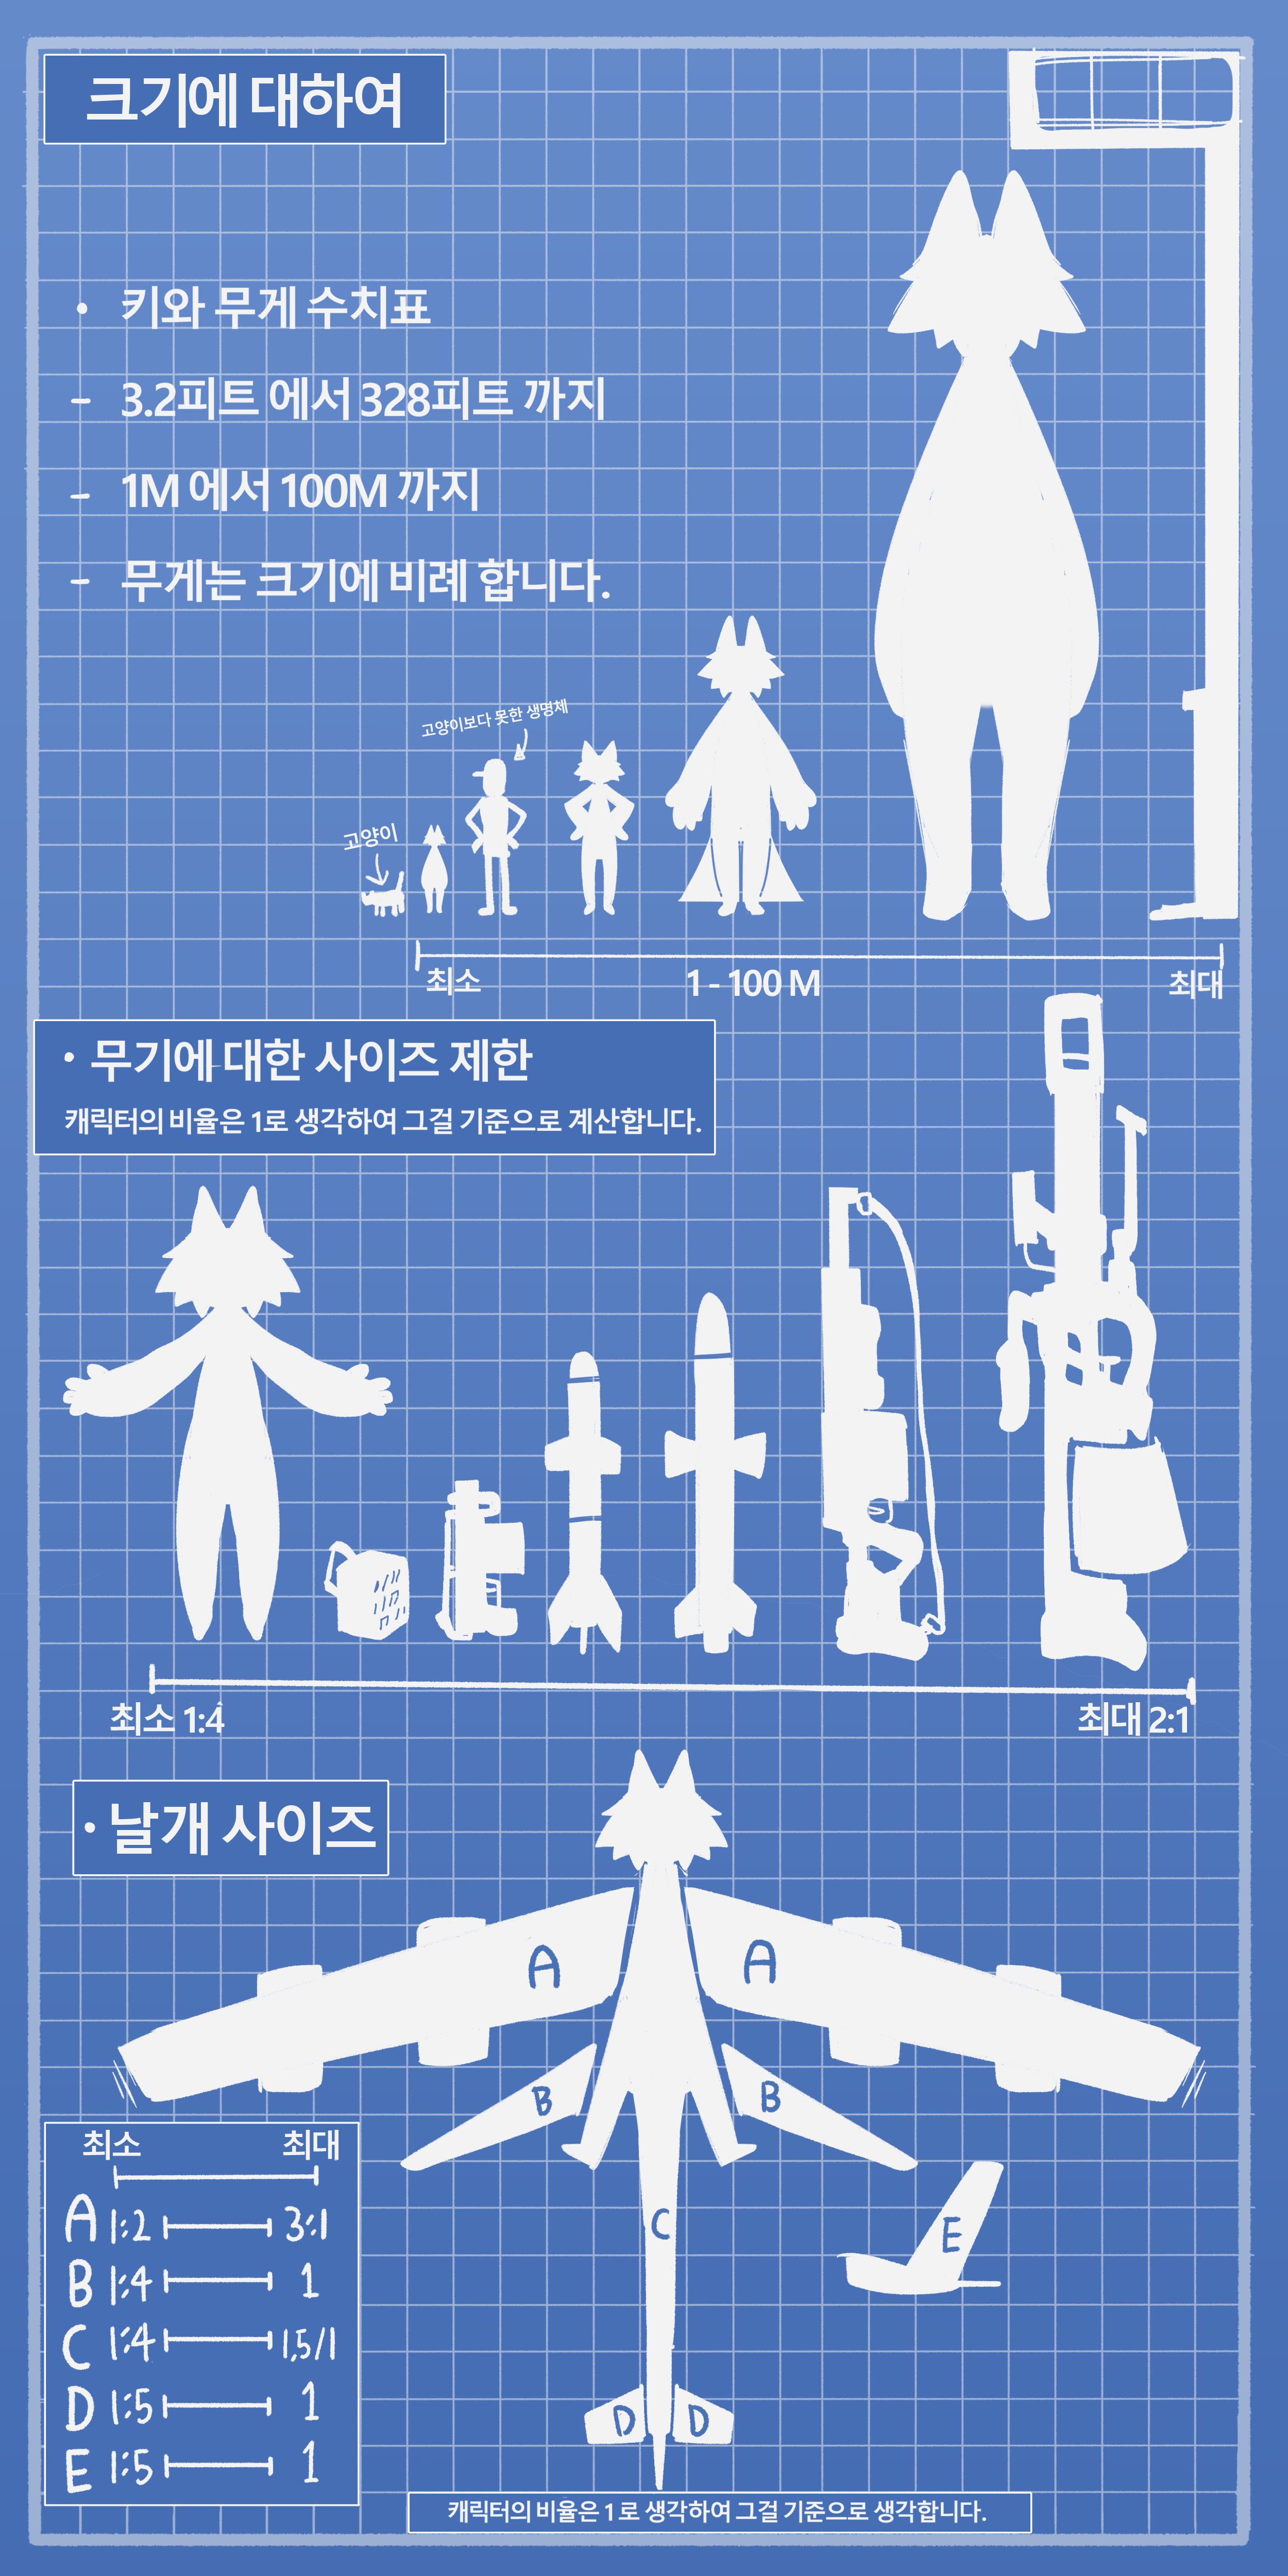 크기에 대하여
• 키와 무게 수치표
- 3.2피트 에서 328피트 까지
- 1M 에서 100M 까지
- 무게는 크기에 비례 합니다.
고양이보다 못한 생명체
고양이
최소 1 - 100 M 최대
• 무기에 대한 사이즈 제한
캐릭터의 비율은 1로 생각하여 그걸 기준으로 계산합니다.
최소 1:4 최대 2:1
• 날개 사이즈
A A
B B
C
E
D D
최소 최대
A 1:2 3:1
B 1:4 1
C 1:4 1,5/1
D 1:5 1
E 1:5 1
캐릭터의 비율은 1 로 생각하여 그걸 기준으로 생각합니다.